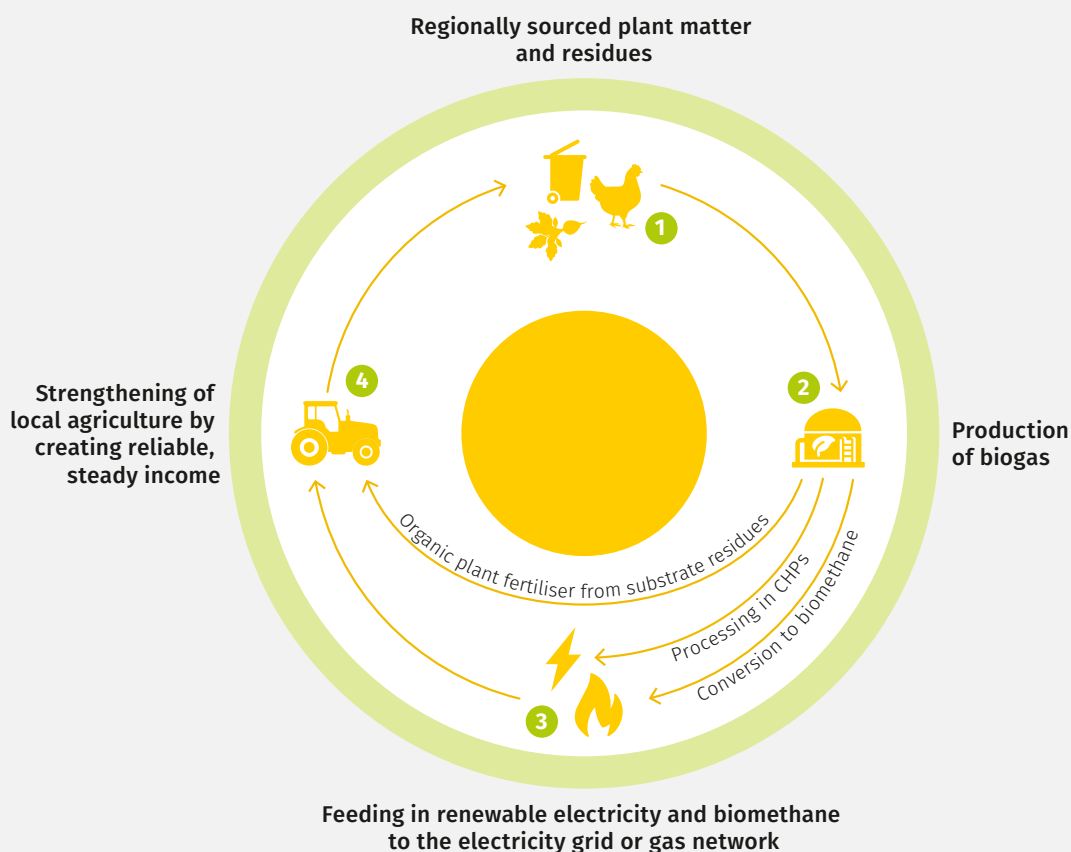 Regionally sourced plant matter
and residues
1
2
Production
of biogas
Organic plant fertiliser from substrate residues
Processing in CHPs
Conversion to biomethane
3
Feeding in renewable electricity and biomethane
to the electricity grid or gas network
4
Strengthening of
local agriculture by
creating reliable,
steady income